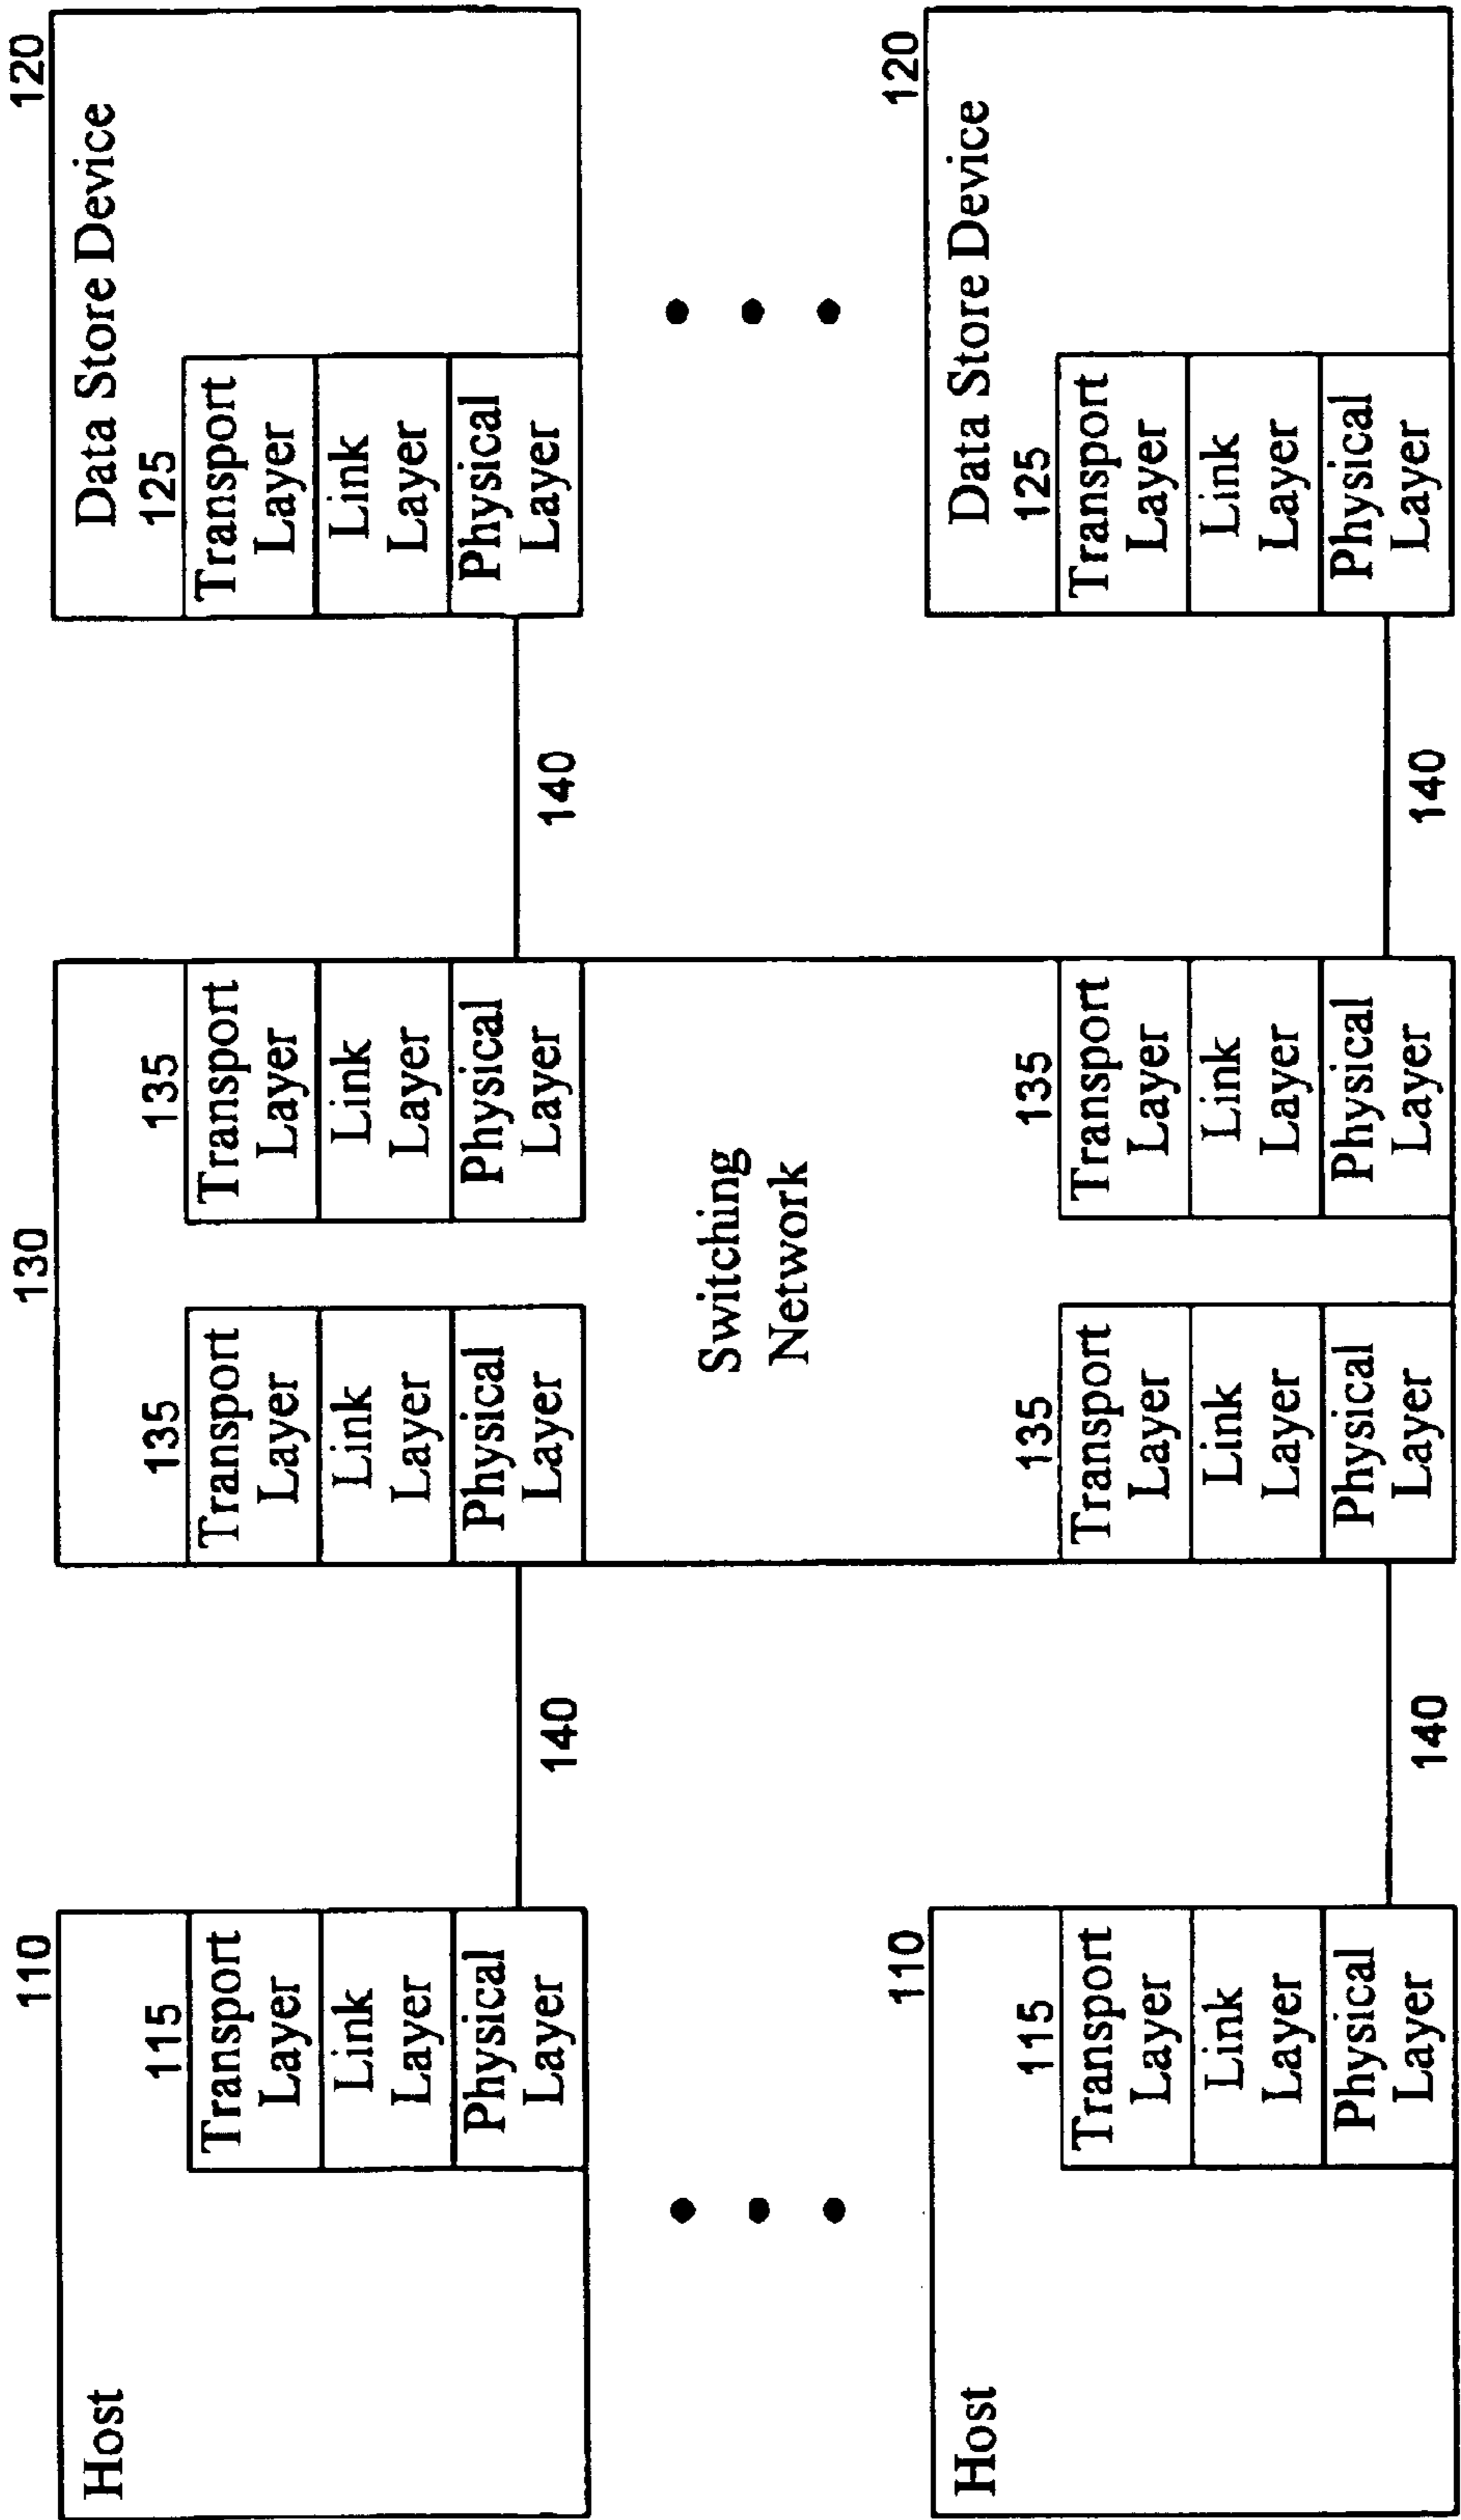 110
Host
115
Transport
Layer
Link
Layer
Physical
Layer
140
130
135
Transport
Layer
Link
Layer
Physical
Layer
135
Transport
Layer
Link
Layer
Physical
Layer
140
120
Data Store Device
125
Transport
Layer
Link
Layer
Physical
Layer
Switching
Network
110
Host
115
Transport
Layer
Link
Layer
Physical
Layer
140
135
Transport
Layer
Link
Layer
Physical
Layer
135
Transport
Layer
Link
Layer
Physical
Layer
140
120
Data Store Device
125
Transport
Layer
Link
Layer
Physical
Layer